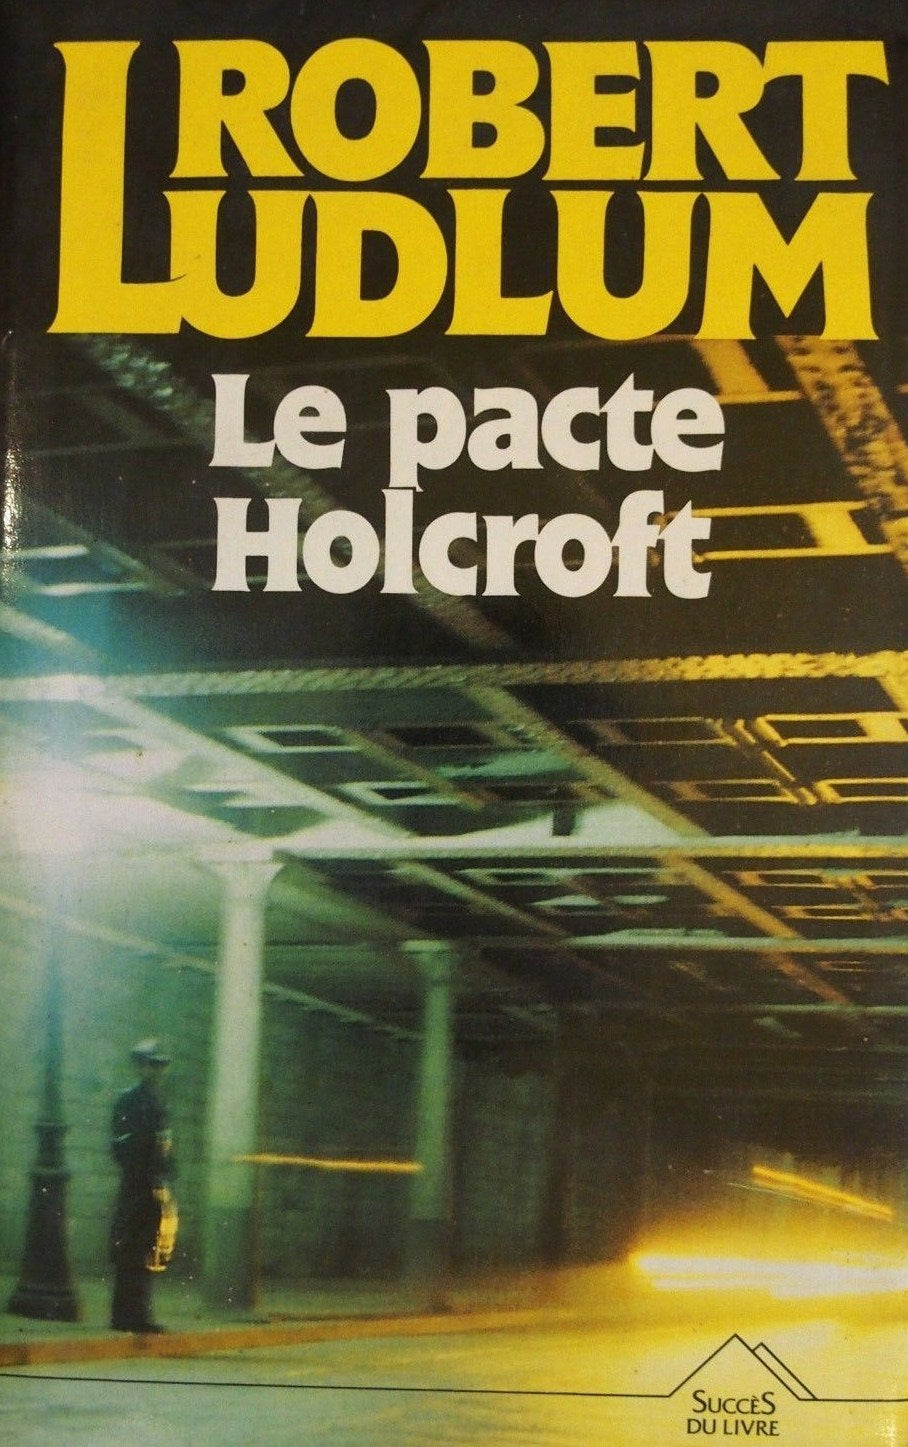 ROBERT
LUDLUM
Le pacte
Holcroft
SUCCÈS
DU LIVRE